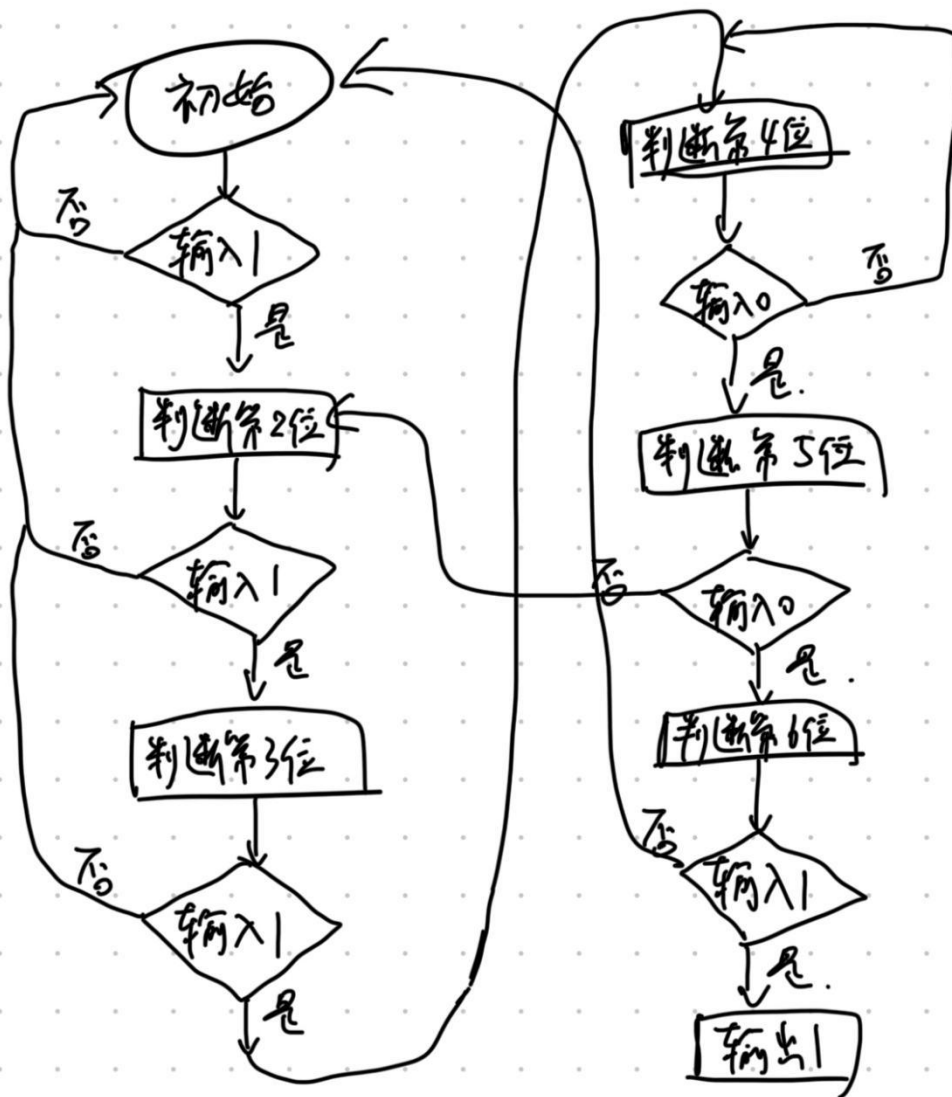 初始
否
输入1
是
判断第2位
否
输入1
是
判断第3位
否
输入1
是
判断第4位
否
输入0
是.
判断第5位
否
输入0
是.
判断第6位
否
输入1
是.
输出1